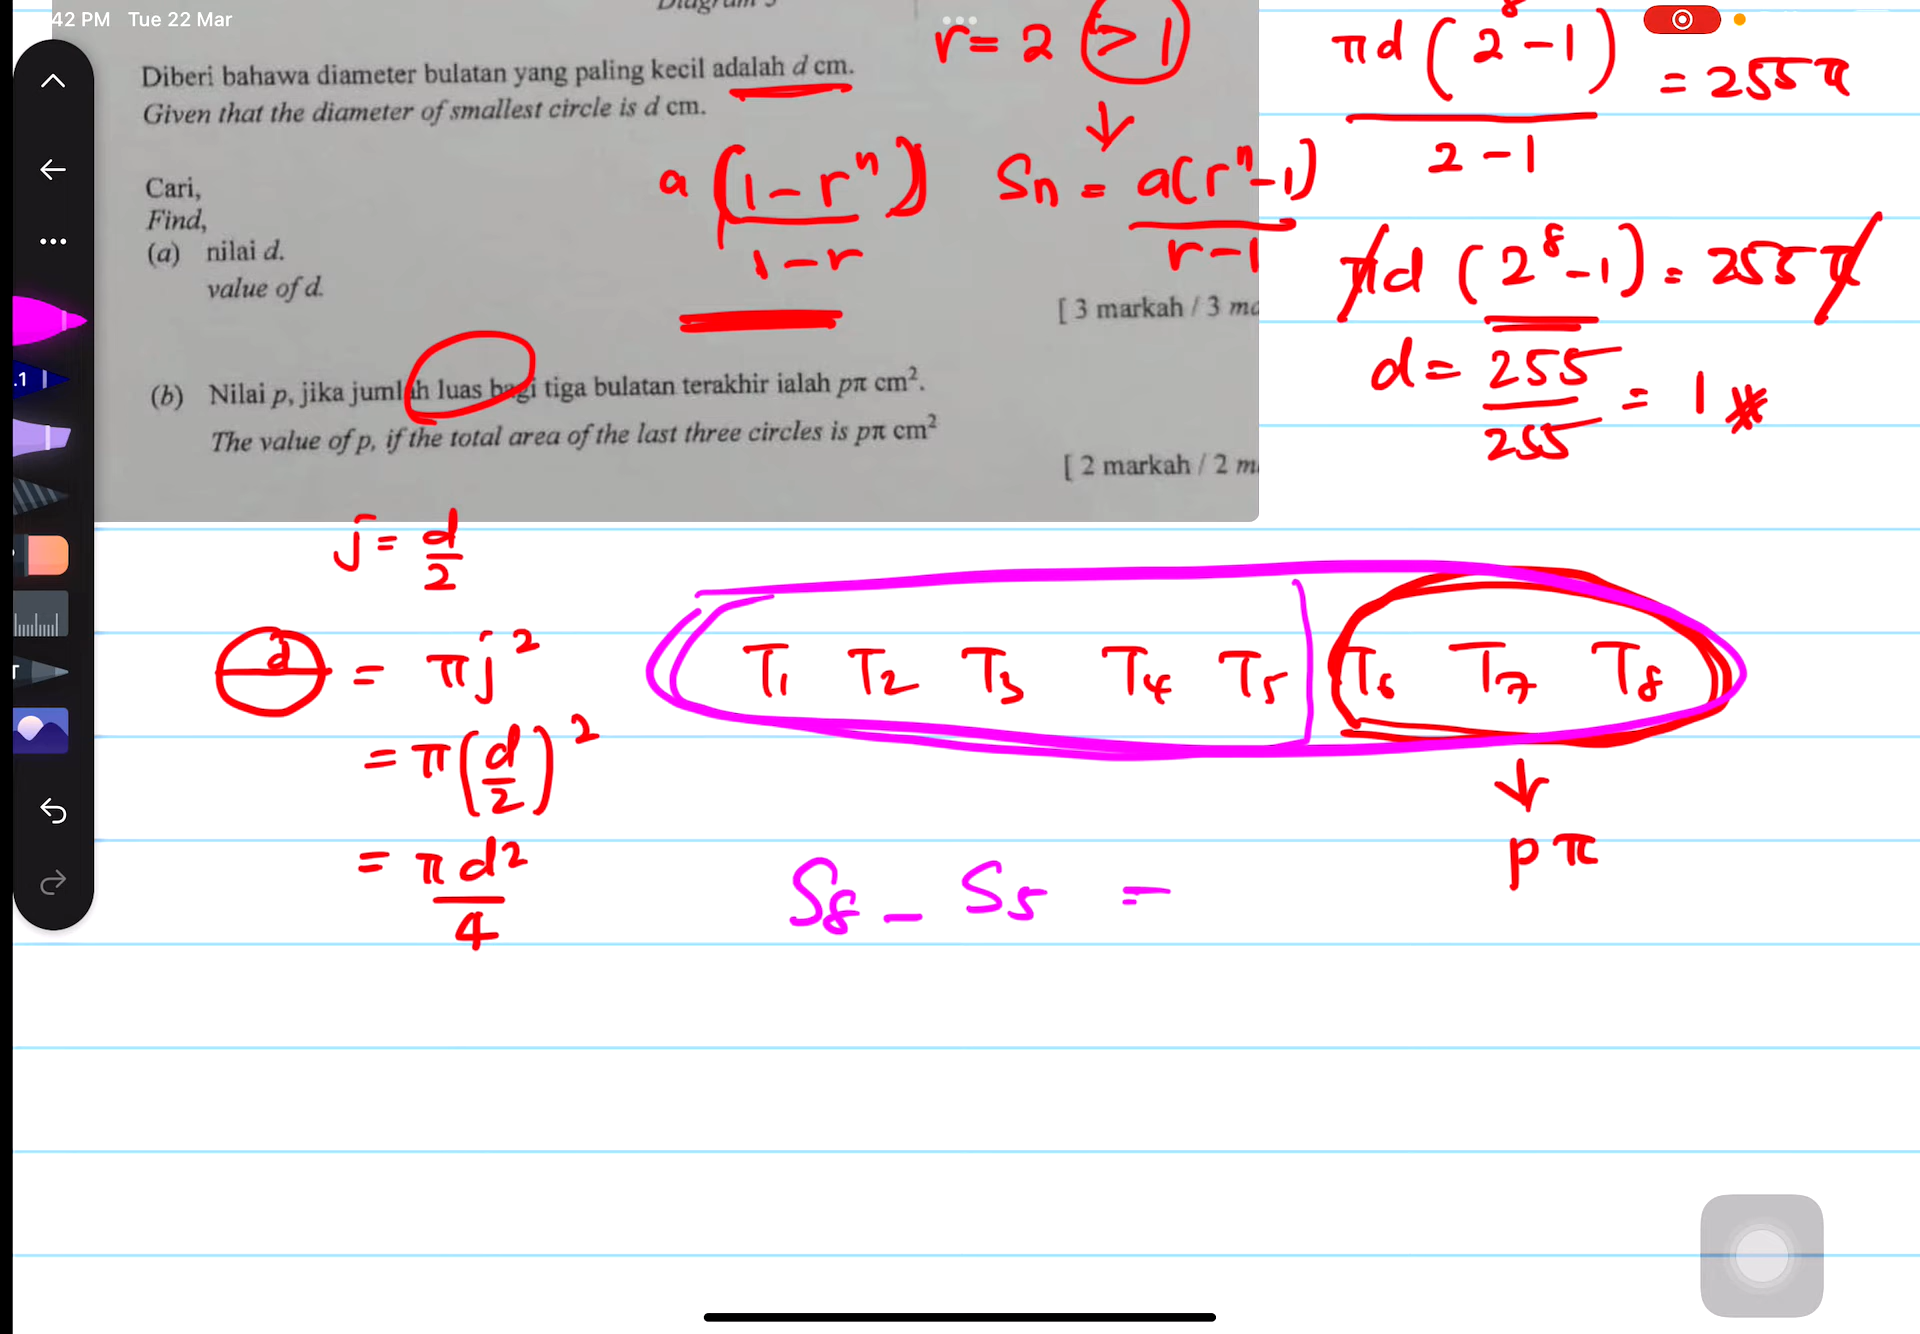 42 PM Tue 22 Mar
Diberi bahawa diameter bulatan yang paling kecil adalah d cm.
Given that the diameter of smallest circle is d cm.
Cari,
Find,
(a) nilai d.
value of d.
[ 3 markah / 3 ma
(b) Nilai p, jika jumlah luas bagi tiga bulatan terakhir ialah pπ cm².
The value of p, if the total area of the last three circles is pπ cm²
[ 2 markah / 2 m
r = 2 > 1
a (1 - rⁿ)
1 - r
Sn = a(rⁿ - 1)
r - 1
πd (2⁸ - 1) = 255π
2 - 1
πd (2⁸ - 1) = 255π
d = 255
255 = 1
j = d
2
d = πj²
= π(d/2)²
= πd²
4
T₁ T₂ T₃ T₄ T₅ T₆ T₇ T₈
pπ
S₈ - S₅ =
.1